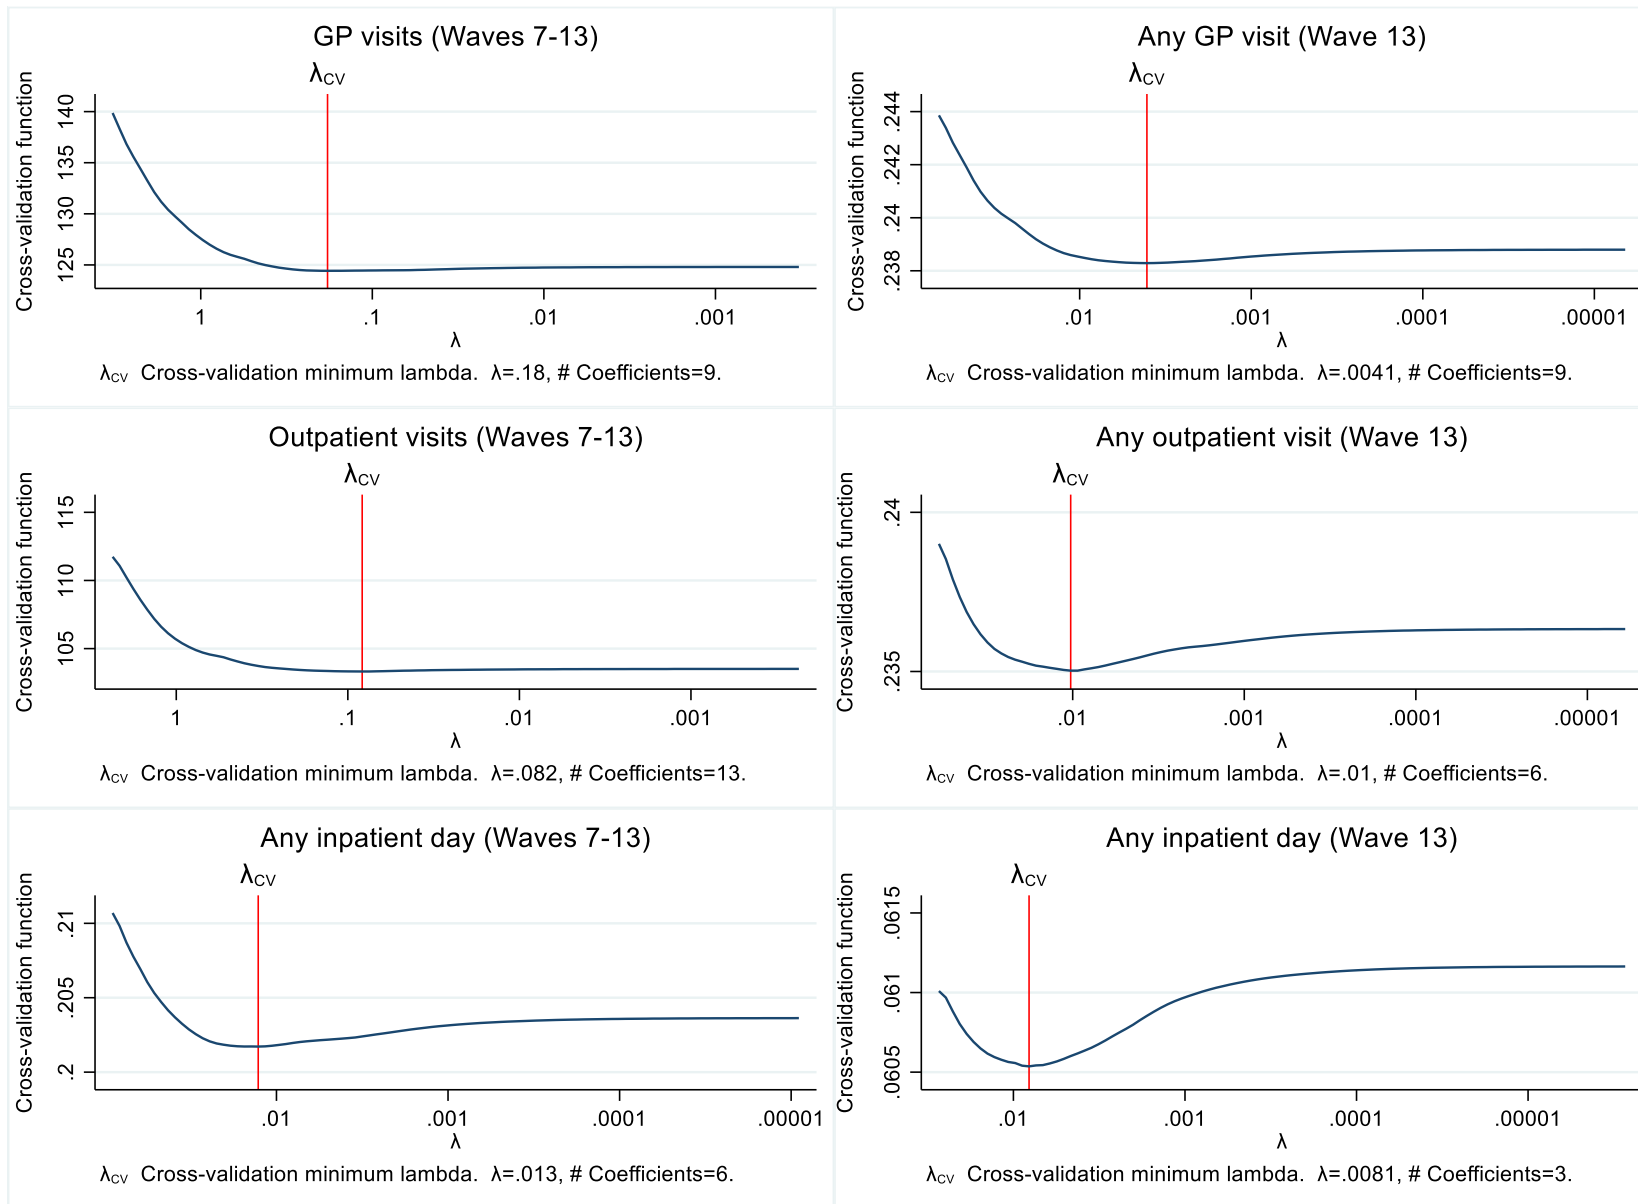 GP visits (Waves 7-13)
λCV
Cross-validation function
140
135
130
125
1
.1
.01
.001
λ
λCV Cross-validation minimum lambda. λ=.18, # Coefficients=9.
Any GP visit (Wave 13)
λCV
Cross-validation function
.244
.242
.24
.238
.01
.001
.0001
.00001
λ
λCV Cross-validation minimum lambda. λ=.0041, # Coefficients=9.
Outpatient visits (Waves 7-13)
λCV
Cross-validation function
115
110
105
1
.1
.01
.001
λ
λCV Cross-validation minimum lambda. λ=.082, # Coefficients=13.
Any outpatient visit (Wave 13)
λCV
Cross-validation function
.24
.235
.01
.001
.0001
.00001
λ
λCV Cross-validation minimum lambda. λ=.01, # Coefficients=6.
Any inpatient day (Waves 7-13)
λCV
Cross-validation function
.21
.205
.2
.01
.001
.0001
.00001
λ
λCV Cross-validation minimum lambda. λ=.013, # Coefficients=6.
Any inpatient day (Wave 13)
λCV
Cross-validation function
.0615
.061
.0605
.01
.001
.0001
.00001
λ
λCV Cross-validation minimum lambda. λ=.0081, # Coefficients=3.